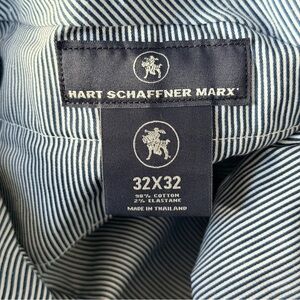 HART SCHAFFNER MARX®
32X32
98% COTTON
2% ELASTANE
MADE IN THAILAND